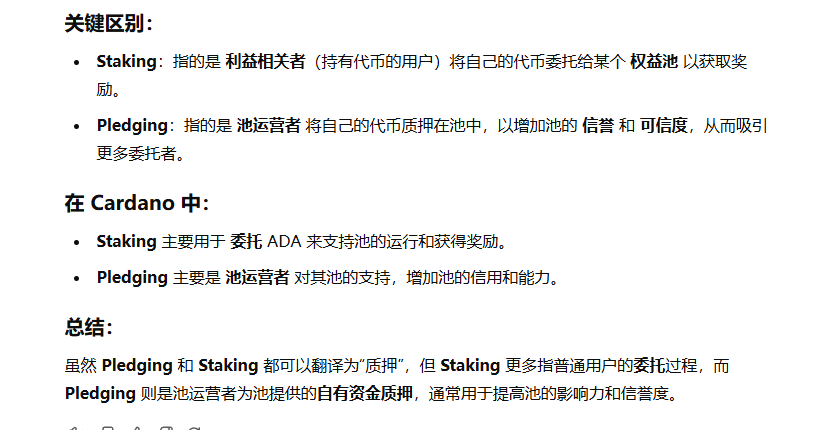 关键区别：
• Staking：指的是 利益相关者（持有代币的用户）将自己的代币委托给某个 权益池 以获取奖
励。
• Pledging：指的是 池运营者 将自己的代币质押在池中，以增加池的 信誉 和 可信度，从而吸引
更多委托者。
在 Cardano 中：
• Staking 主要用于 委托 ADA 来支持池的运行和获得奖励。
• Pledging 主要是 池运营者 对其池的支持，增加池的信用和能力。
总结：
虽然 Pledging 和 Staking 都可以翻译为“质押”，但 Staking 更多指普通用户的委托过程，而
Pledging 则是池运营者为池提供的自有资金质押，通常用于提高池的影响力和信誉度。